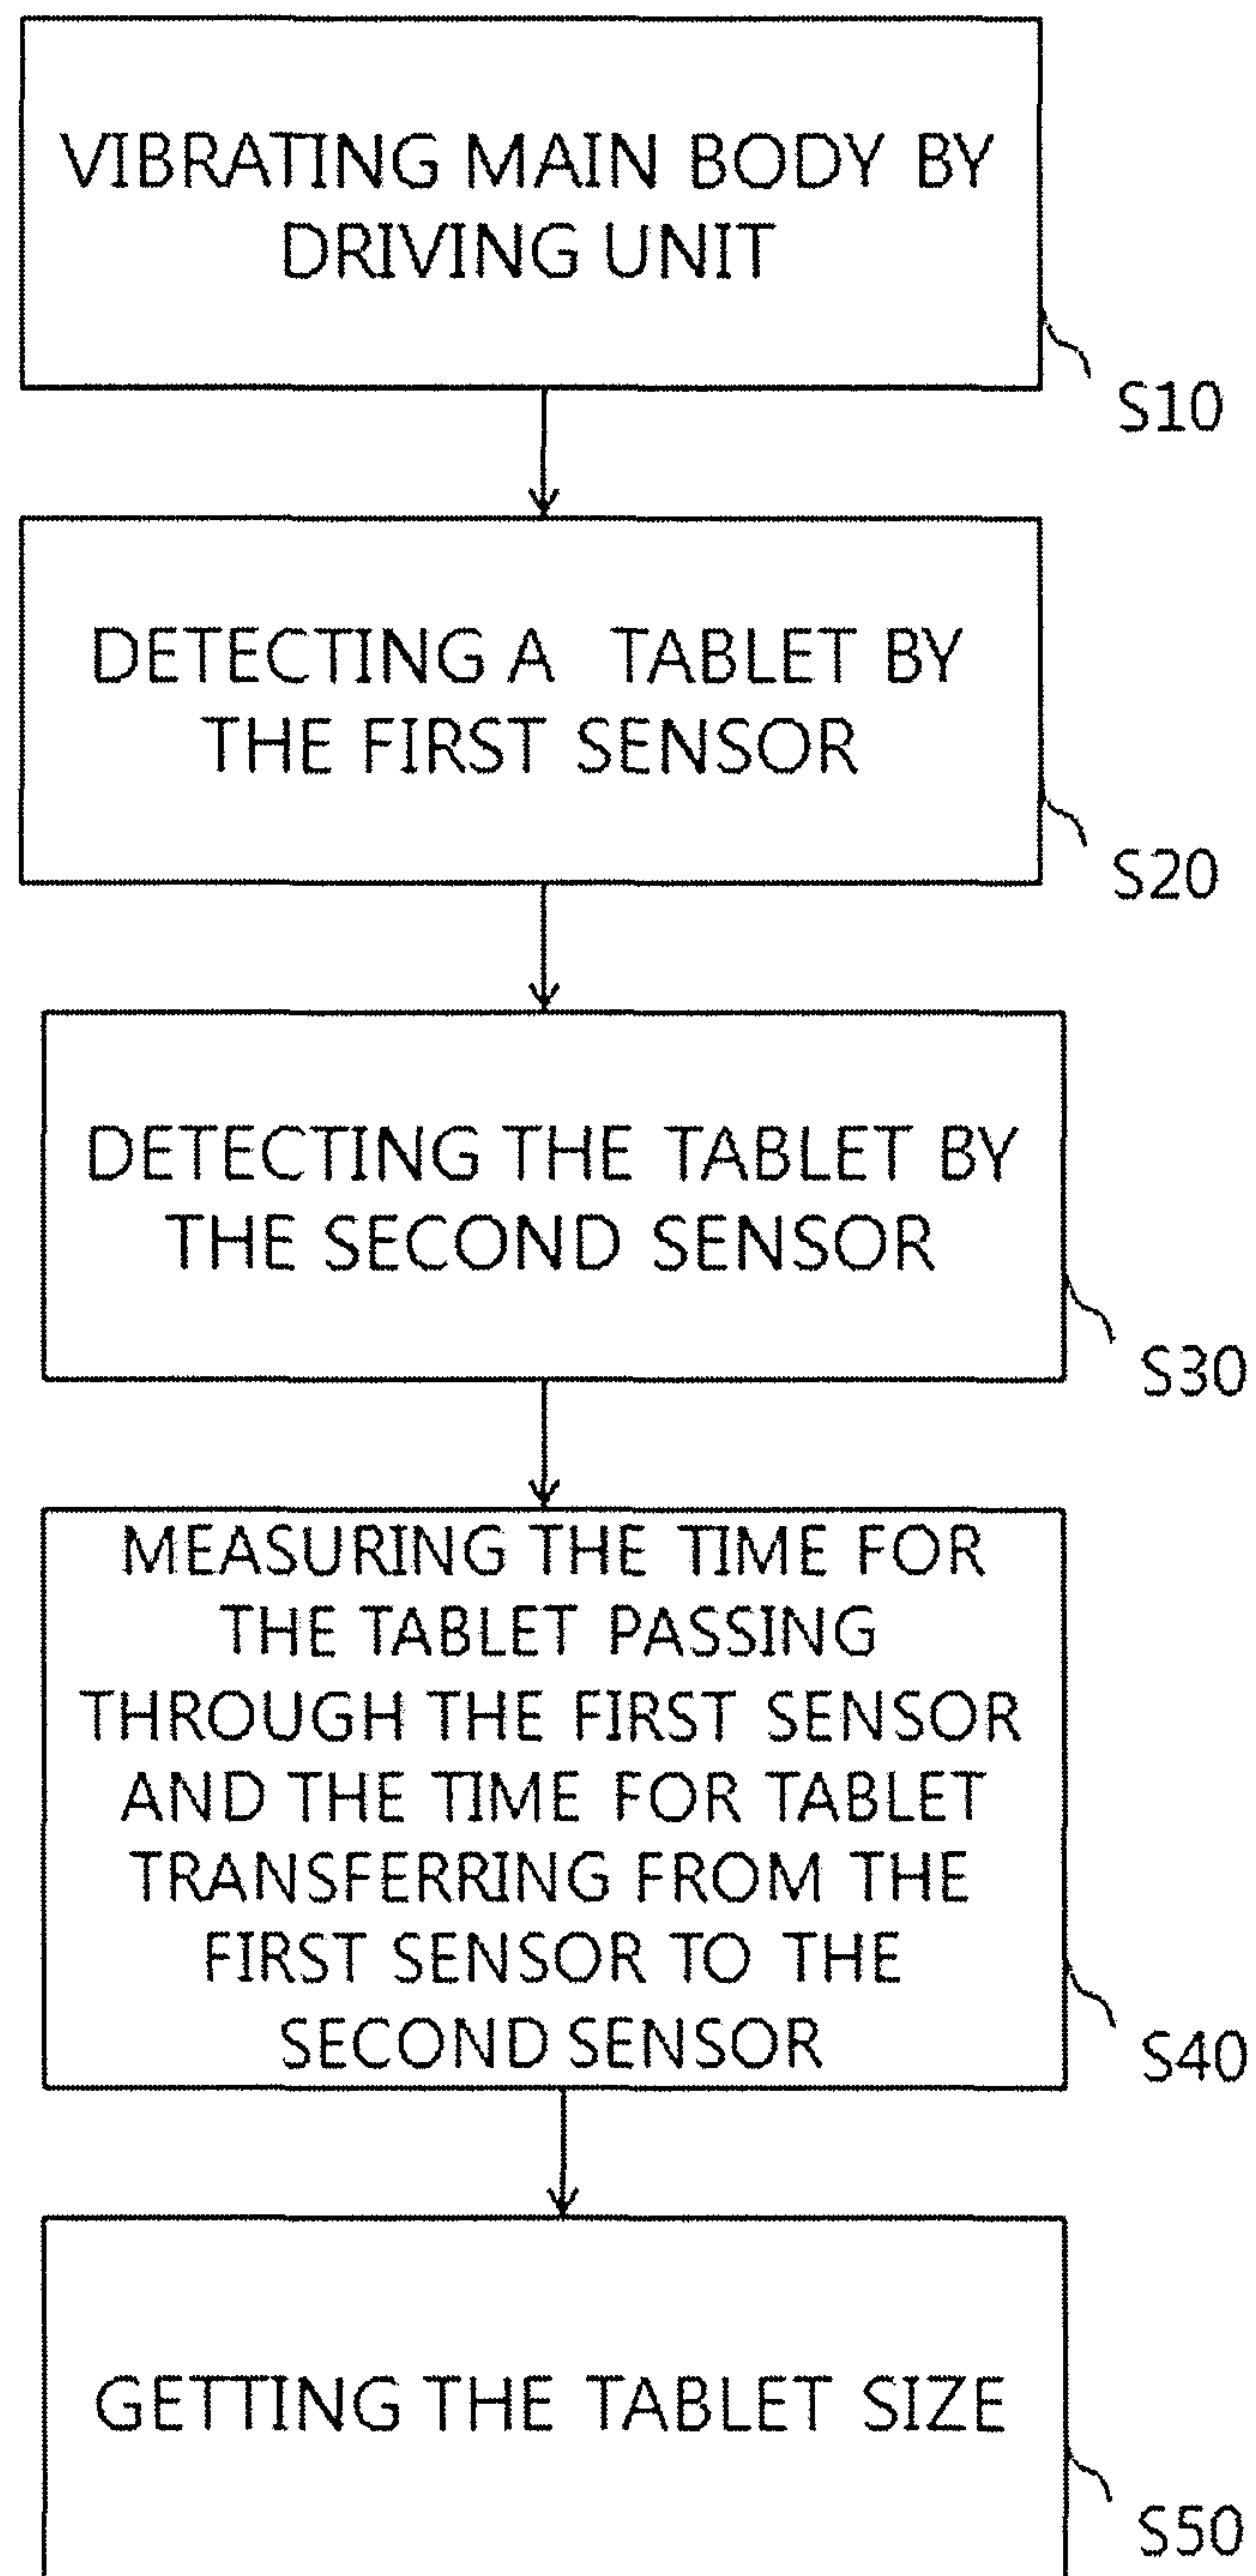 VIBRATING MAIN BODY BY
DRIVING UNIT
S10
DETECTING A TABLET BY
THE FIRST SENSOR
S20
DETECTING THE TABLET BY
THE SECOND SENSOR
S30
MEASURING THE TIME FOR
THE TABLET PASSING
THROUGH THE FIRST SENSOR
AND THE TIME FOR TABLET
TRANSFERRING FROM THE
FIRST SENSOR TO THE
SECOND SENSOR
S40
GETTING THE TABLET SIZE
S50